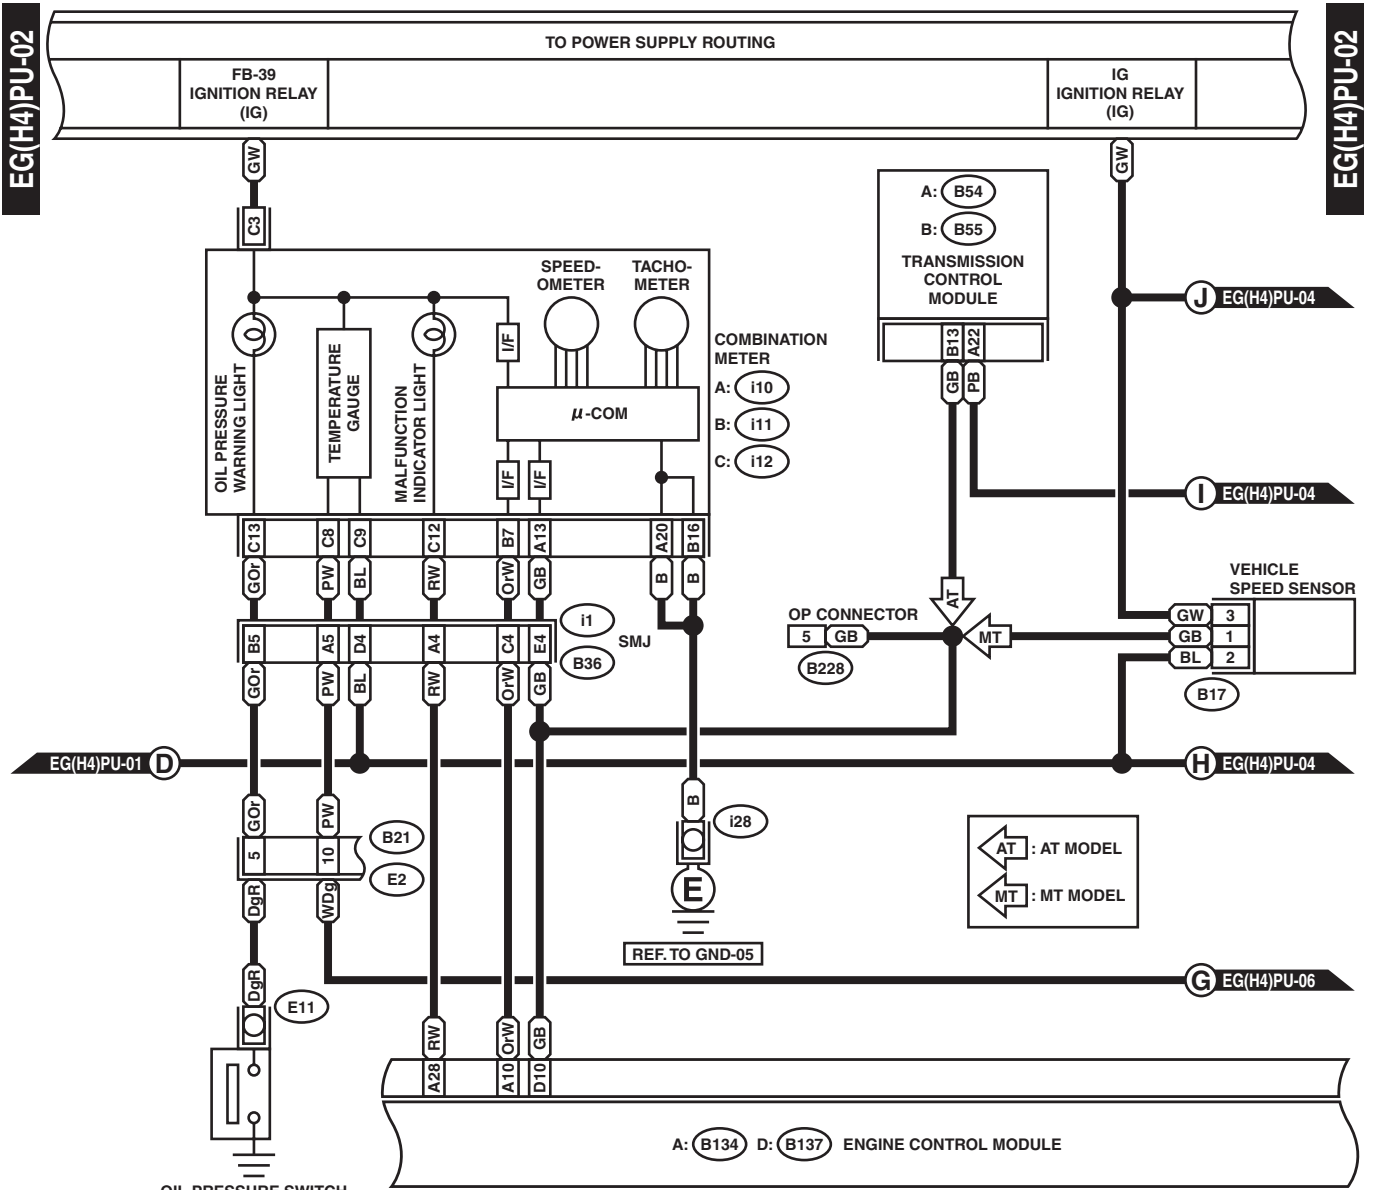 EG(H4)PU-02
EG(H4)PU-02
TO POWER SUPPLY ROUTING
FB-39
IGNITION RELAY
(IG)
IG
IGNITION RELAY
(IG)
GW
GW
C3
A: B54
B: B55
TRANSMISSION
CONTROL
MODULE
B13
A22
GB
PB
J EG(H4)PU-04
I EG(H4)PU-04
OIL PRESSURE
WARNING LIGHT
TEMPERATURE
GAUGE
MALFUNCTION
INDICATOR LIGHT
I/F
SPEED-
OMETER
TACHO-
METER
μ-COM
I/F
I/F
COMBINATION
METER
A: i10
B: i11
C: i12
C13
C8
C9
C12
B7
A13
A20
B16
GOr
PW
BL
RW
OrW
GB
B
B
B5
A5
D4
A4
C4
E4
i1
SMJ
B36
GOr
PW
BL
RW
OrW
GB
AT
MT
OP CONNECTOR
5
GB
B228
VEHICLE
SPEED SENSOR
GW 3
GB 1
BL 2
B17
EG(H4)PU-01 D
H EG(H4)PU-04
GOr
PW
5
10
B21
E2
DgR
WDg
B
i28
E
REF. TO GND-05
AT : AT MODEL
MT : MT MODEL
G EG(H4)PU-06
DgR
E11
RW
OrW
GB
A28
A10
D10
A: B134 D: B137 ENGINE CONTROL MODULE
OIL PRESSURE SWITCH